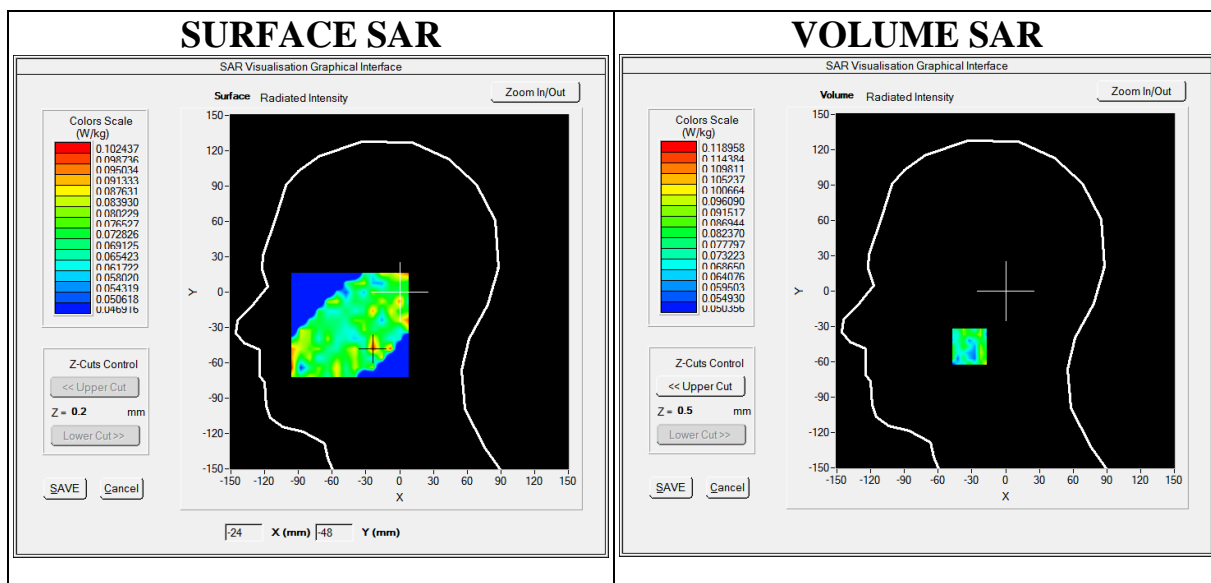 SURFACE SAR
SAR Visualisation Graphical Interface
Surface Radiated Intensity
Zoom In/Out
Colors Scale
(W/kg)
0.102437
0.098736
0.095034
0.091333
0.087631
0.083930
0.080229
0.076527
0.072826
0.069125
0.065423
0.061722
0.058020
0.054319
0.050618
0.046916
Z-Cuts Control
<< Upper Cut
Z = 0.2 mm
Lower Cut >>
SAVE Cancel
150
120
90
60
30
0
-30
-60
-90
-120
-150
Y
-150 -120 -90 -60 -30 0 30 60 90 120 150
X
-24 X (mm) -48 Y (mm)
VOLUME SAR
SAR Visualisation Graphical Interface
Volume Radiated Intensity
Zoom In/Out
Colors Scale
(W/kg)
0.118958
0.114384
0.109811
0.105237
0.100664
0.096090
0.091517
0.086944
0.082370
0.077797
0.073223
0.068650
0.064076
0.059503
0.054930
0.050356
Z-Cuts Control
<< Upper Cut
Z = 0.5 mm
Lower Cut >>
SAVE Cancel
150
120
90
60
30
0
-30
-60
-90
-120
-150
Y
-150 -120 -90 -60 -30 0 30 60 90 120 150
X